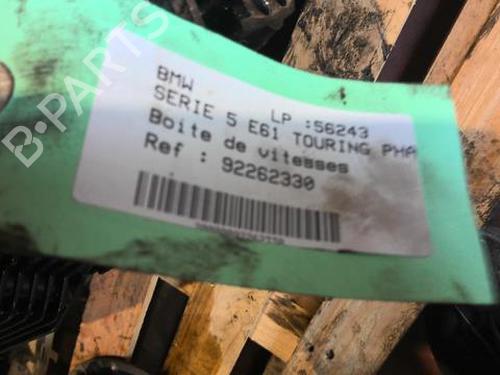 BMW LP :56243
SERIE 5 E61 TOURING PHA
Boite de vitesses
Ref : 92262330
B-PARTS